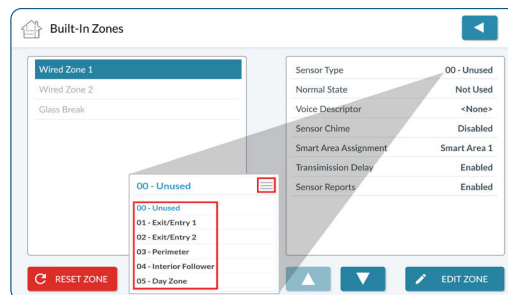 Built-In Zones
Wired Zone 1
Wired Zone 2
Glass Break
Sensor Type 00 - Unused
Normal State Not Used
Voice Descriptor <None>
Sensor Chime Disabled
Smart Area Assignment Smart Area 1
Transimission Delay Enabled
Sensor Reports Enabled
00 - Unused
00 - Unused
01 - Exit/Entry 1
02 - Exit/Entry 2
03 - Perimeter
04 - Interior Follower
05 - Day Zone
RESET ZONE
EDIT ZONE